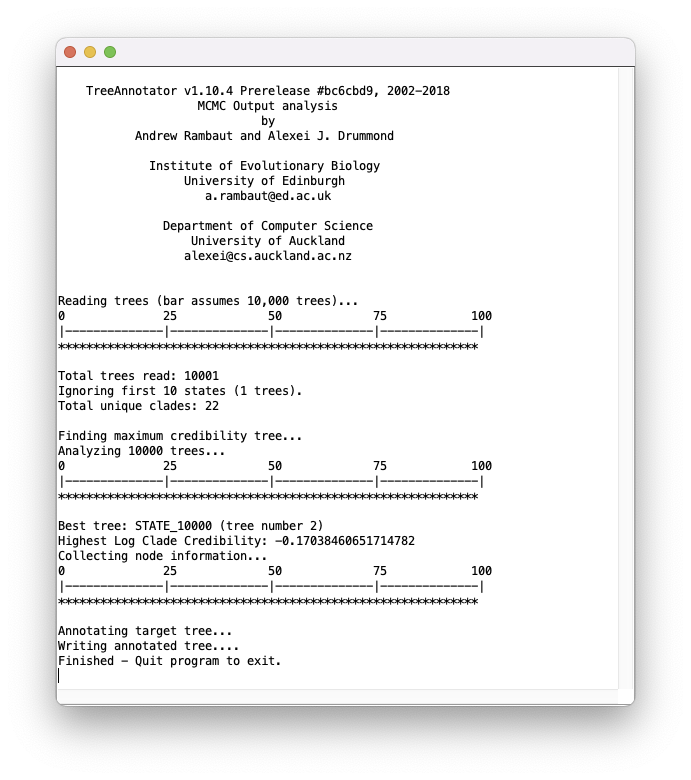 TreeAnnotator v1.10.4 Prerelease #bc6cbd9, 2002-2018
MCMC Output analysis
by
Andrew Rambaut and Alexei J. Drummond
Institute of Evolutionary Biology
University of Edinburgh
a.rambaut@ed.ac.uk
Department of Computer Science
University of Auckland
alexei@cs.auckland.ac.nz
Reading trees (bar assumes 10,000 trees)...
0              25             50             75            100
|--------------|--------------|--------------|--------------|
************************************************************
Total trees read: 10001
Ignoring first 10 states (1 trees).
Total unique clades: 22
Finding maximum credibility tree...
Analyzing 10000 trees...
0              25             50             75            100
|--------------|--------------|--------------|--------------|
************************************************************
Best tree: STATE_10000 (tree number 2)
Highest Log Clade Credibility: -0.17038460651714782
Collecting node information...
0              25             50             75            100
|--------------|--------------|--------------|--------------|
************************************************************
Annotating target tree...
Writing annotated tree....
Finished - Quit program to exit.